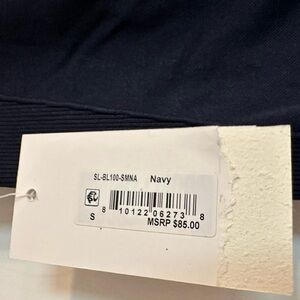 SL-BL100-SMNA Navy
S 8 10122 06273 8
MSRP $85.00